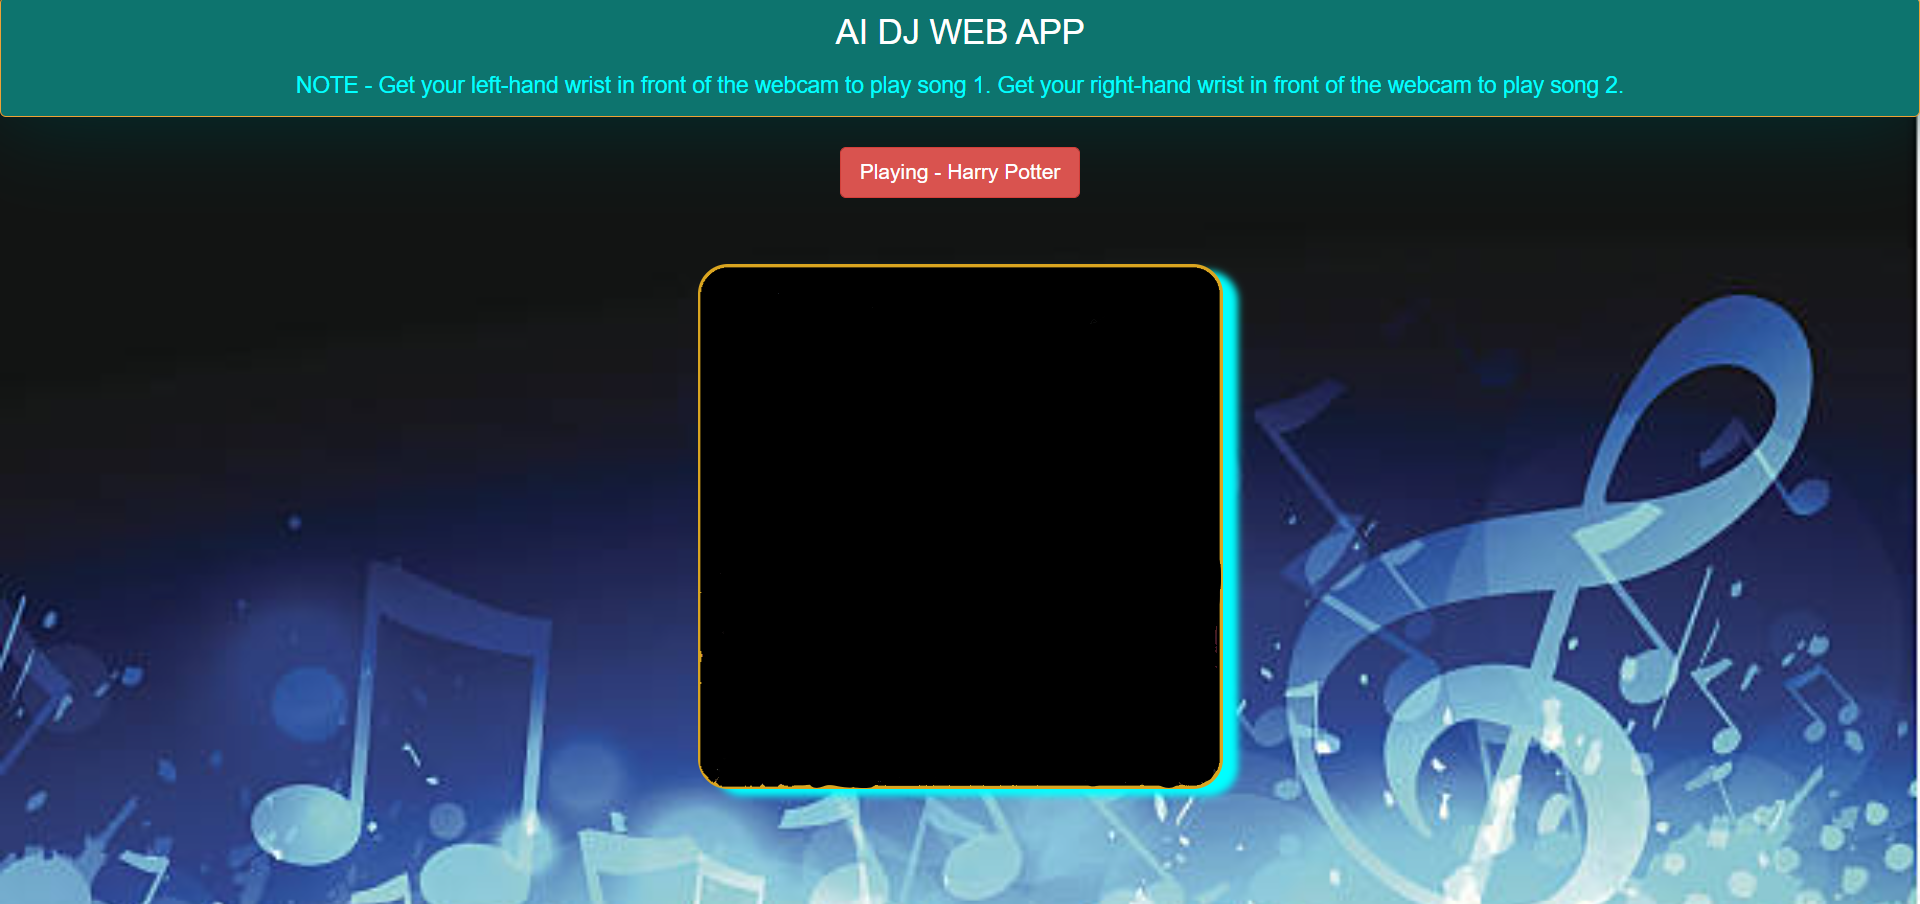 AI DJ WEB APP
NOTE - Get your left-hand wrist in front of the webcam to play song 1. Get your right-hand wrist in front of the webcam to play song 2.
Playing - Harry Potter